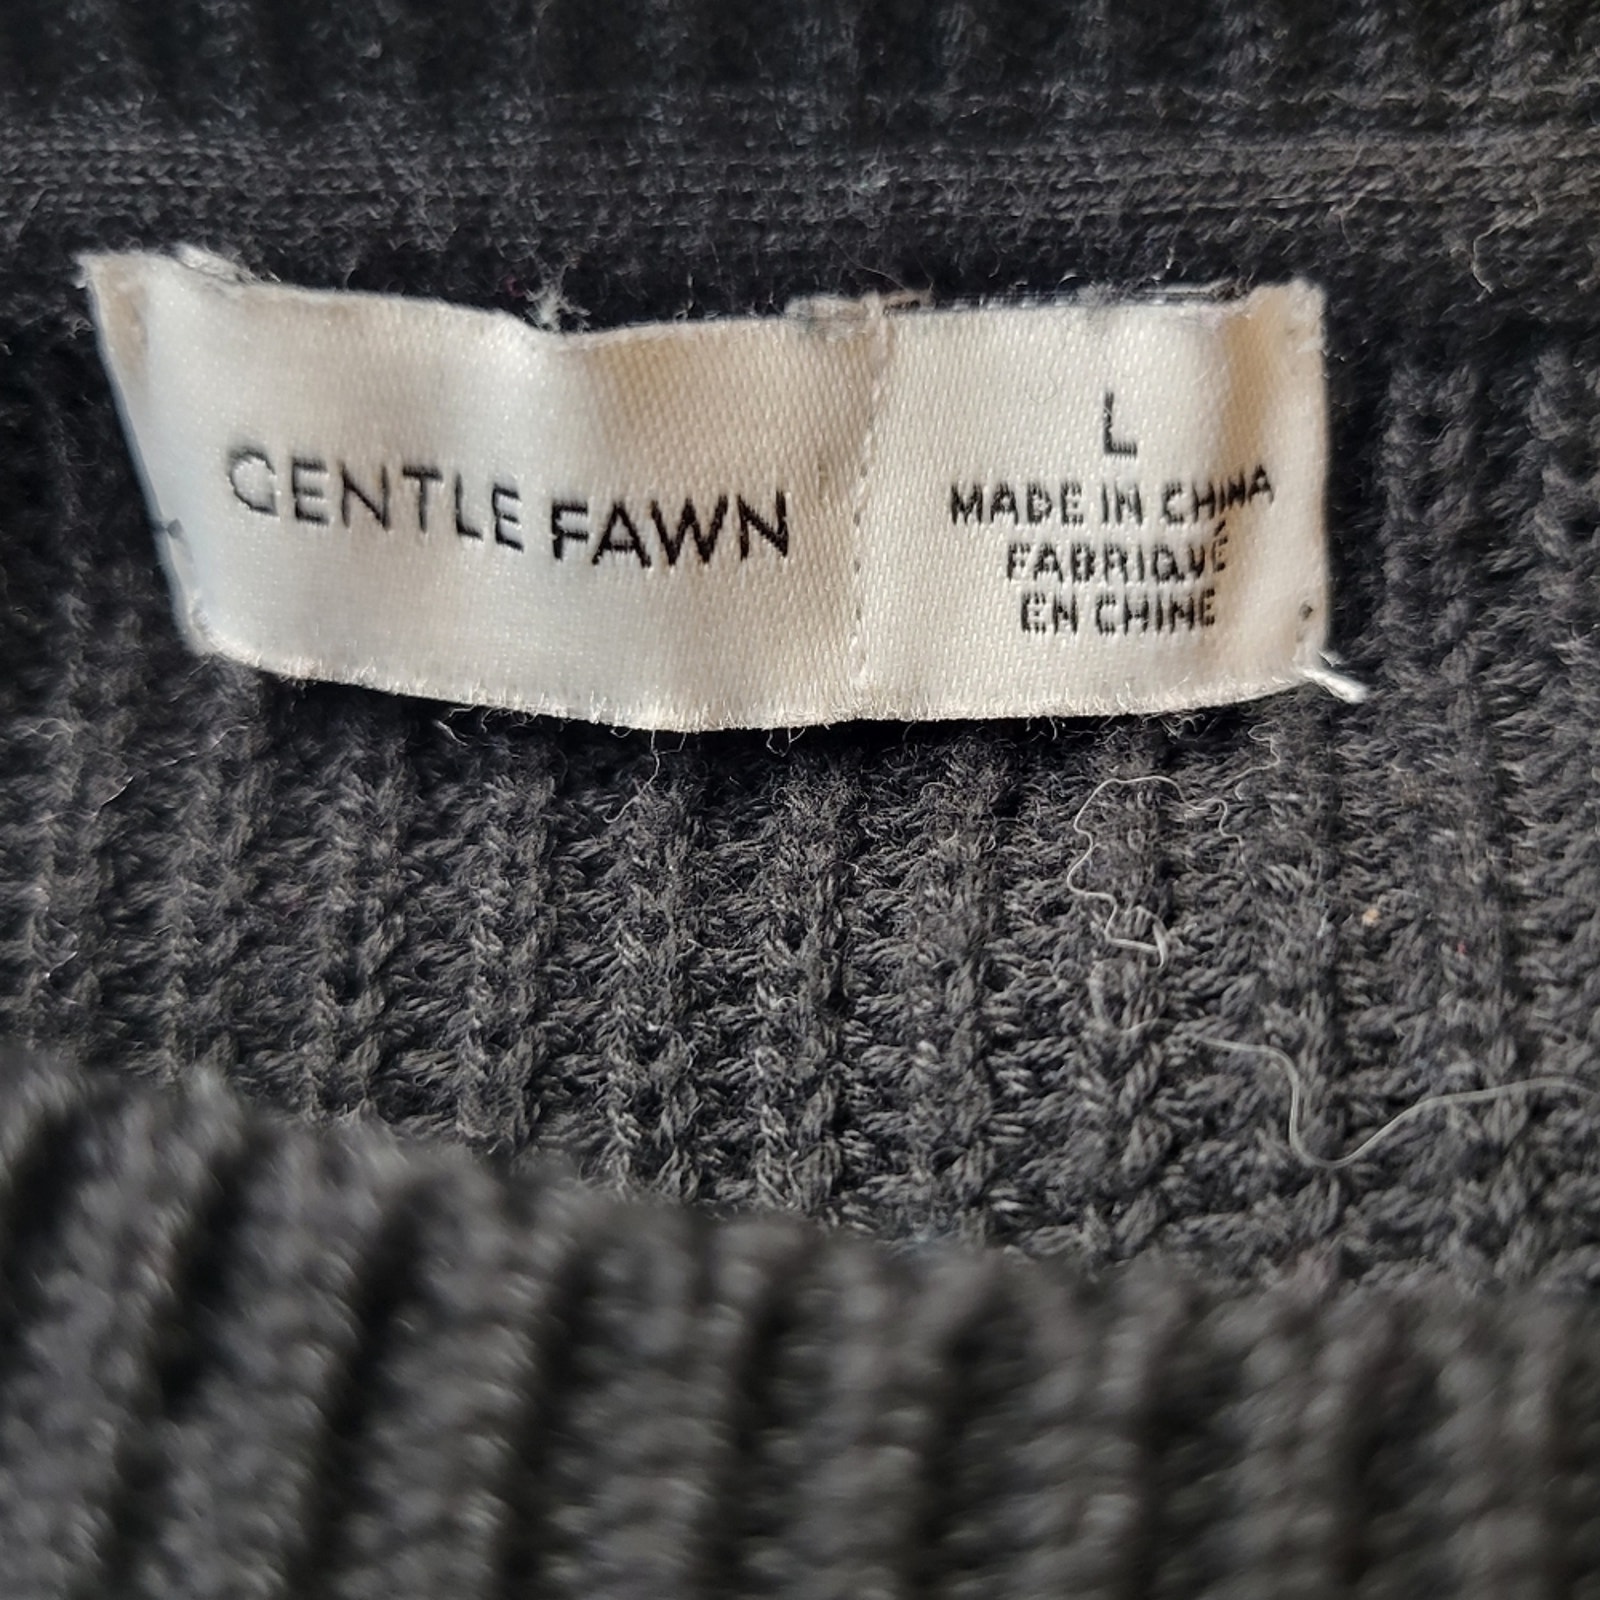 GENTLE FAWN
L
MADE IN CHINA
FABRIQUÉ
EN CHINE